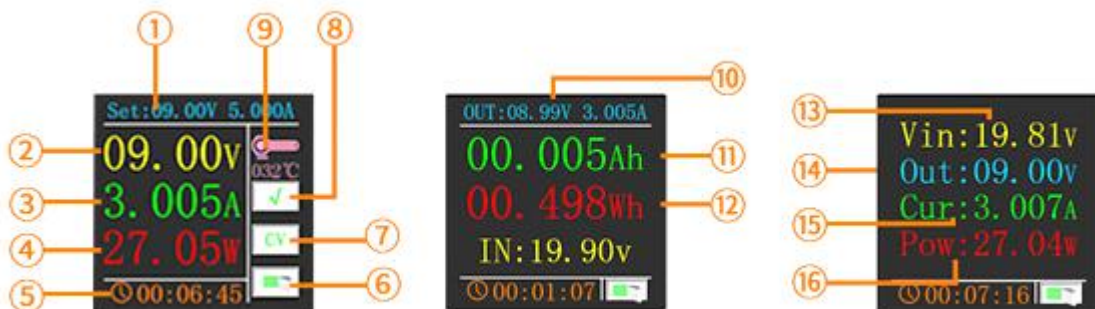 ① ⑨ ⑧
Set:09.00V 5.000A
② 09.00V
032℃
③ 3.005A
√
④ 27.05W
CV ⑦
⑤ 00:06:45
⑥
⑩
OUT:08.99V 3.005A
00.005Ah ⑪
00.498Wh ⑫
IN:19.90V
00:01:07
⑬
Vin:19.81V
⑭ Out:09.00V
⑮ Cur:3.007A
Pow:27.04W
⑯ 00:07:16